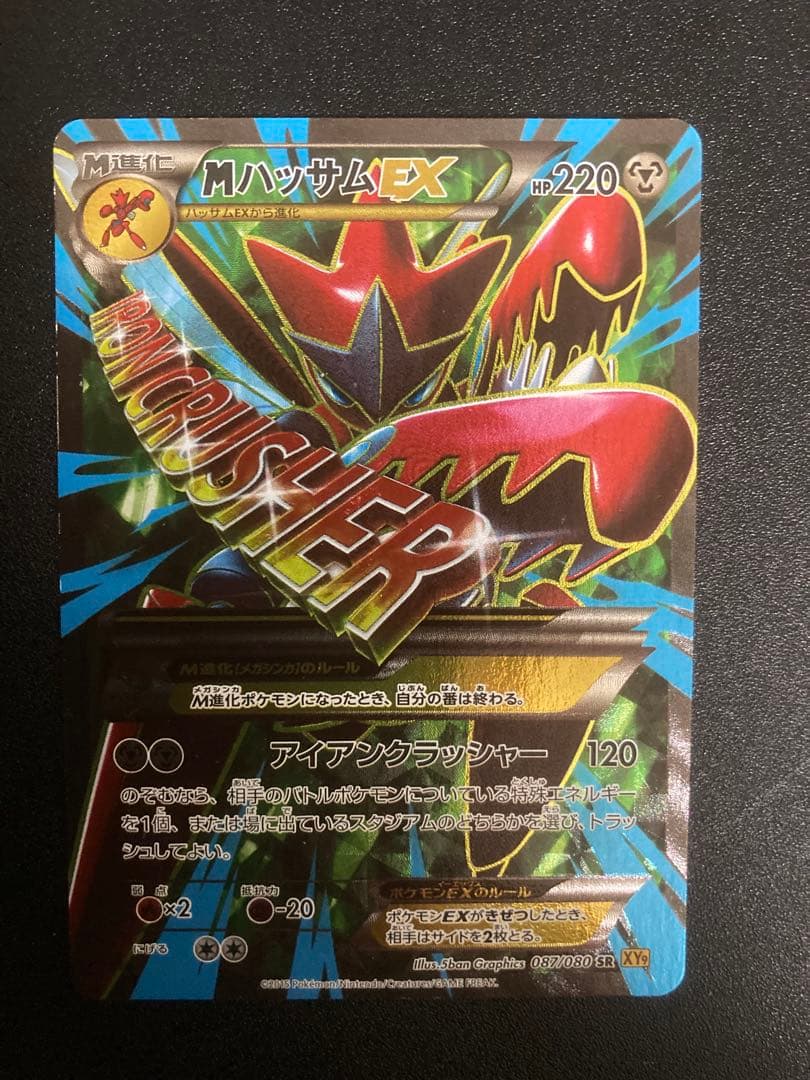 M進化
MハッサムEX
HP220
ハッサムEXから進化
IRON CRUSHER
M進化［メガシンカ］のルール
M進化ポケモンになったとき、自分の番は終わる。
アイアンクラッシャー 120
のぞむなら、相手のバトルポケモンについている特殊エネルギー
を1個、または場に出ているスタジアムのどちらかを選び、トラッ
シュしてよい。
弱点 抵抗力
×2 -20
にげる
ポケモンEXのルール
ポケモンEXがきぜつしたとき、
相手はサイドを2枚とる。
Illus.5ban Graphics 087/080 SR XY9
©2015 Pokémon/Nintendo/Creatures/GAME FREAK.